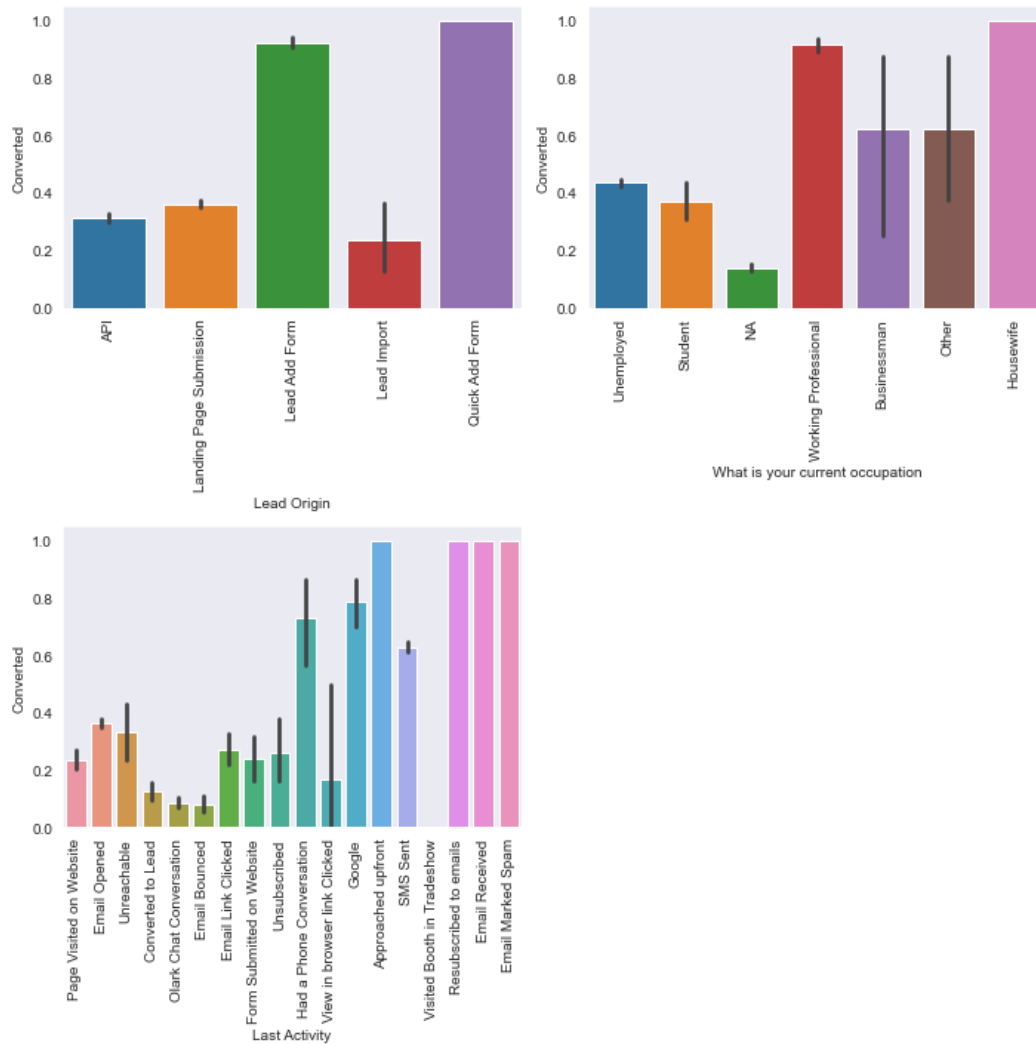 1.0
0.8
0.6
0.4
0.2
0.0
Converted
API
Landing Page Submission
Lead Add Form
Lead Import
Quick Add Form
Lead Origin
1.0
0.8
0.6
0.4
0.2
0.0
Converted
Unemployed
Student
NA
Working Professional
Businessman
Other
Housewife
What is your current occupation
1.0
0.8
0.6
0.4
0.2
0.0
Converted
Page Visited on Website
Email Opened
Unreachable
Converted to Lead
Olark Chat Conversation
Email Bounced
Email Link Clicked
Form Submitted on Website
Unsubscribed
Had a Phone Conversation
View in browser link Clicked
Google
Approached upfront
SMS Sent
Visited Booth in Tradeshow
Resubscribed to emails
Email Received
Email Marked Spam
Last Activity